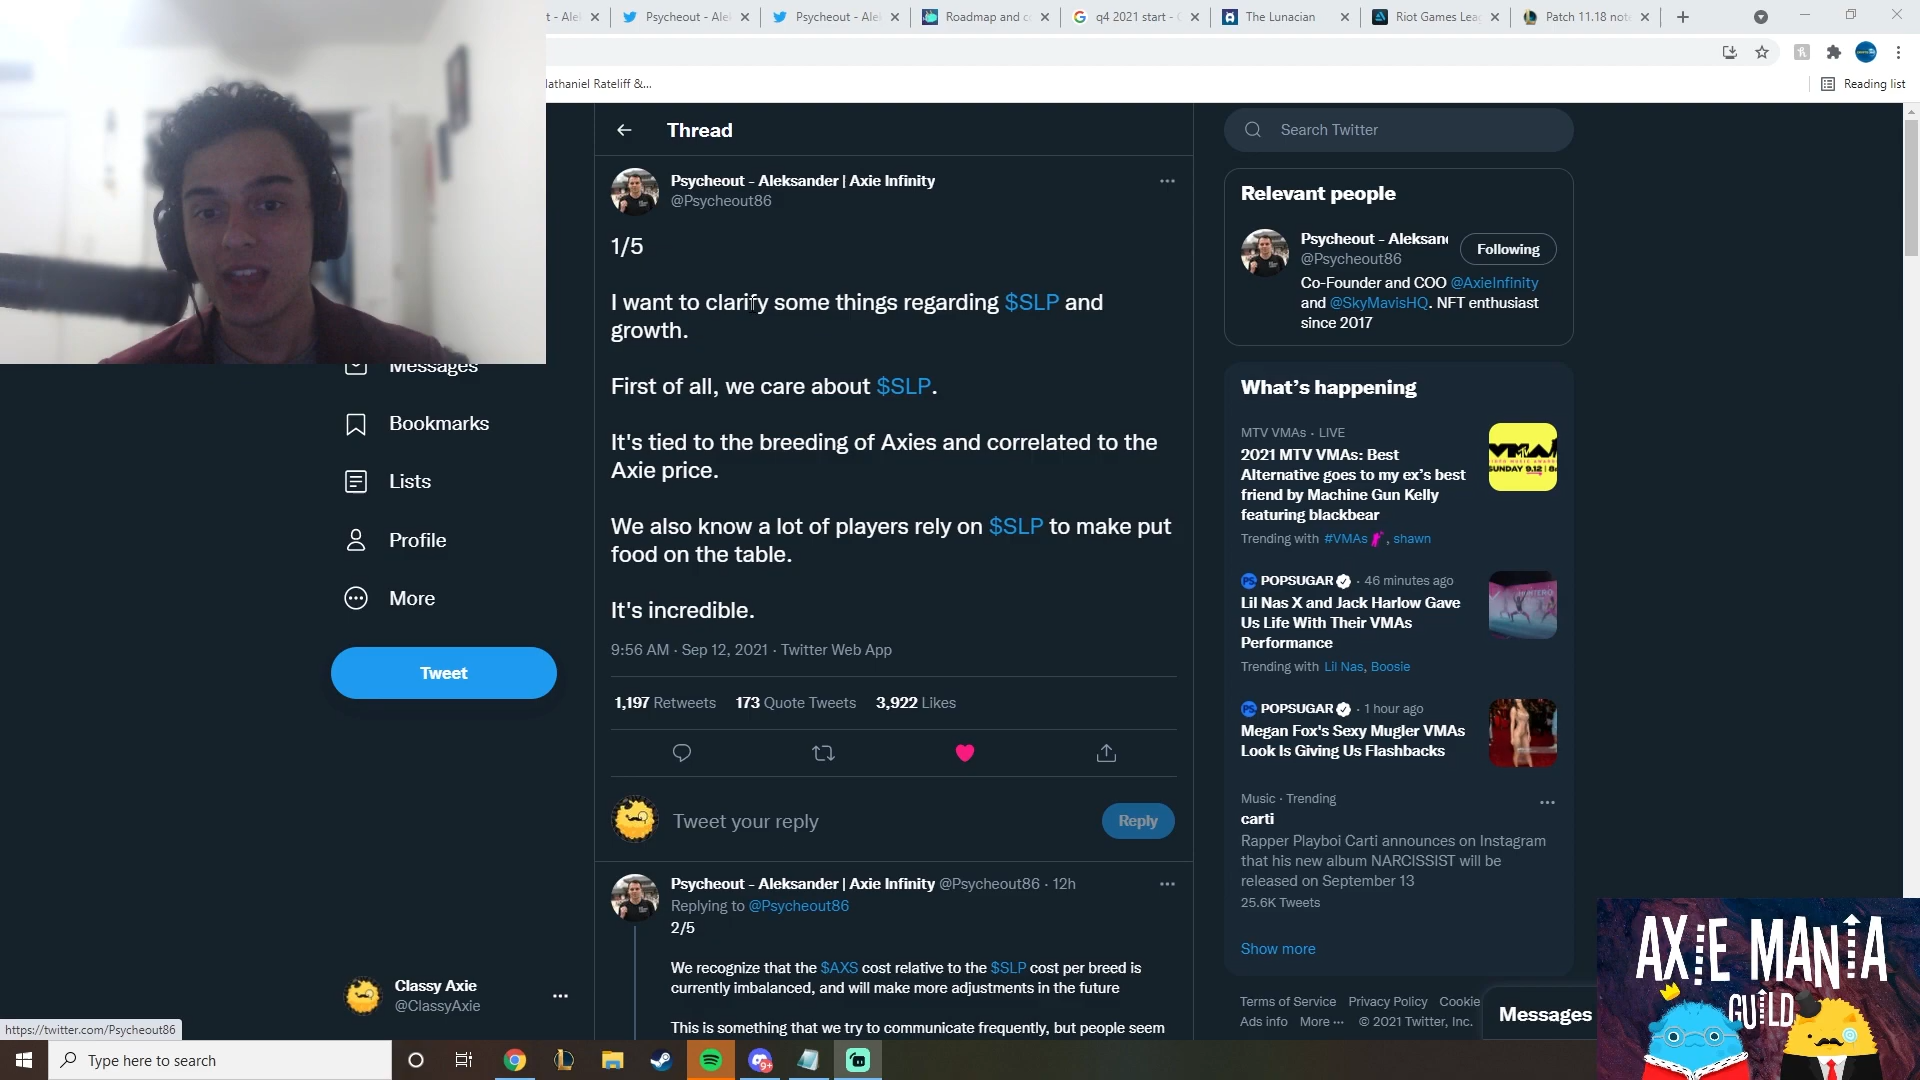 t - Ale
Psycheout - Ale
Psycheout - Ale
Roadmap and c
q4 2021 start -
The Lunacian
Riot Games Lea
Patch 11.18 not
Nathaniel Rateliff &...
Reading list
Thread
Search Twitter
Psycheout - Aleksander | Axie Infinity
@Psycheout86
1/5
I want to clarify some things regarding $SLP and
growth.
First of all, we care about $SLP.
It's tied to the breeding of Axies and correlated to the
Axie price.
We also know a lot of players rely on $SLP to make put
food on the table.
It's incredible.
9:56 AM · Sep 12, 2021 · Twitter Web App
1,197 Retweets 173 Quote Tweets 3,922 Likes
Tweet your reply
Reply
Psycheout - Aleksander | Axie Infinity @Psycheout86 · 12h
Replying to @Psycheout86
2/5
We recognize that the $AXS cost relative to the $SLP cost per breed is
currently imbalanced, and will make more adjustments in the future
This is something that we try to communicate frequently, but people seem
Messages
Bookmarks
Lists
Profile
More
Tweet
Classy Axie
@ClassyAxie
https://twitter.com/Psycheout86
Relevant people
Psycheout - Aleksan
@Psycheout86
Following
Co-Founder and COO @AxieInfinity
and @SkyMavisHQ. NFT enthusiast
since 2017
What's happening
MTV VMAs · LIVE
2021 MTV VMAs: Best
Alternative goes to my ex's best
friend by Machine Gun Kelly
featuring blackbear
Trending with #VMAs , shawn
POPSUGAR · 46 minutes ago
Lil Nas X and Jack Harlow Gave
Us Life With Their VMAs
Performance
Trending with Lil Nas, Boosie
POPSUGAR · 1 hour ago
Megan Fox's Sexy Mugler VMAs
Look Is Giving Us Flashbacks
Music · Trending
carti
Rapper Playboi Carti announces on Instagram
that his new album NARCISSIST will be
released on September 13
25.6K Tweets
Show more
Terms of Service Privacy Policy Cookie
Ads info More ··· © 2021 Twitter, Inc.
Messages
AXIE MANIA
GUILD
Type here to search
9+